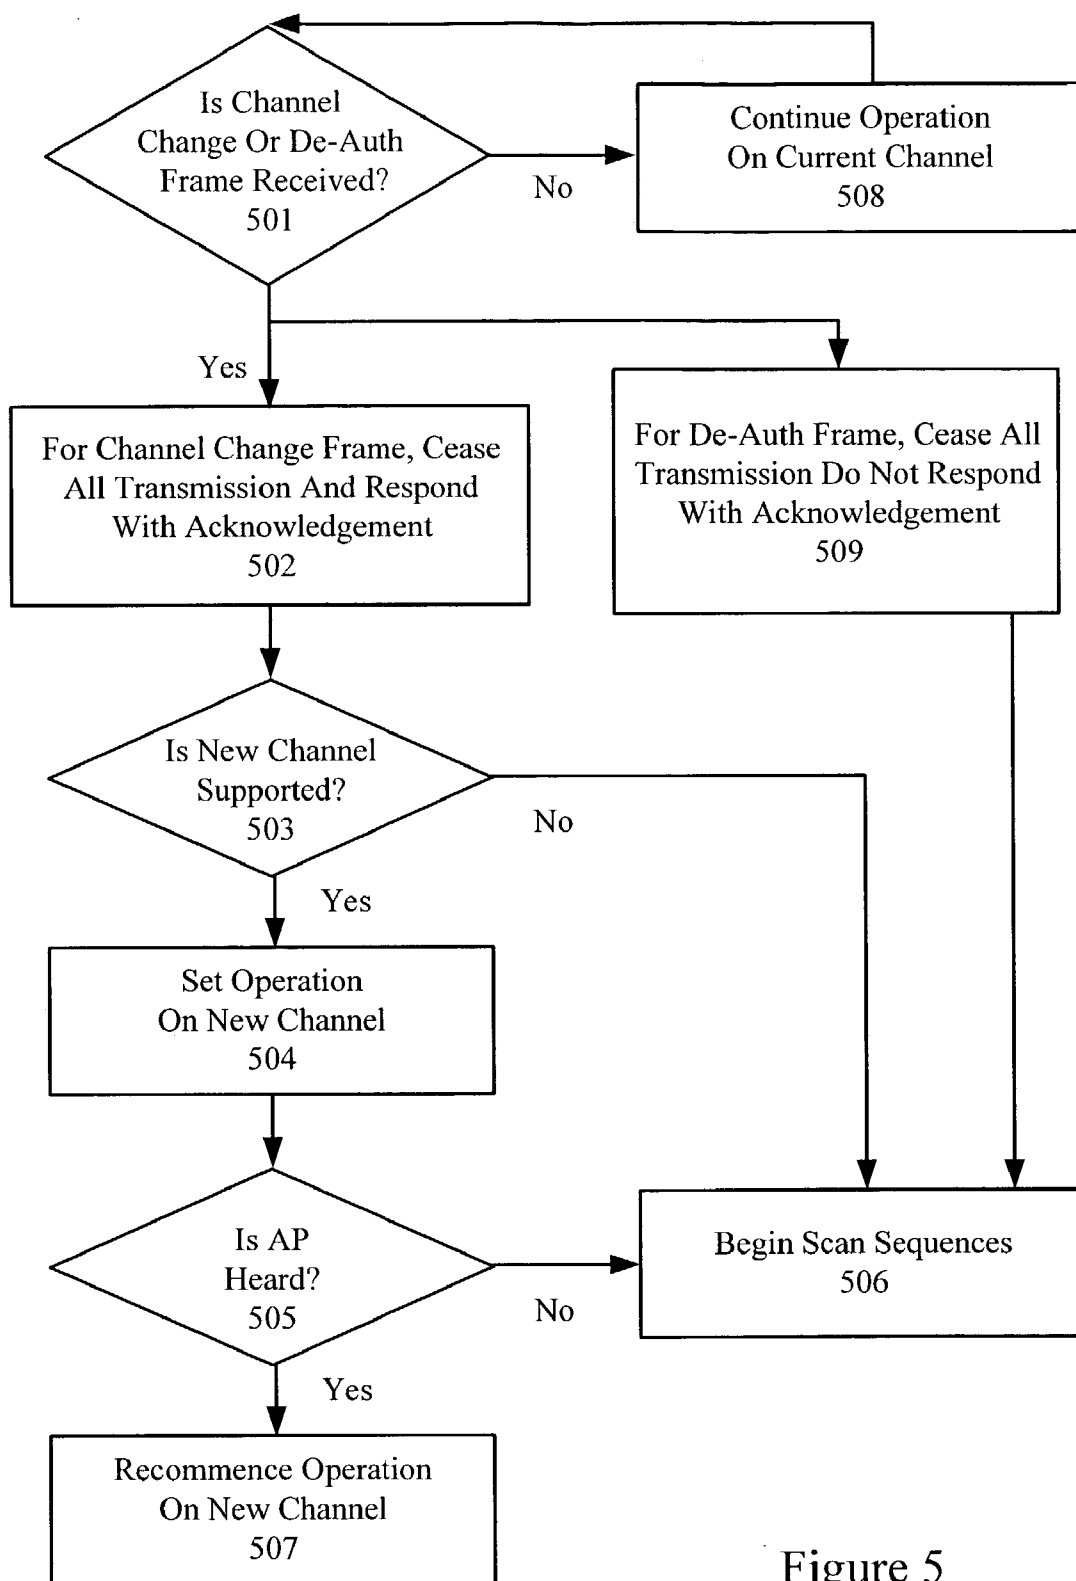 Is Channel
Change Or De-Auth
Frame Received?
501
No
Continue Operation
On Current Channel
508
Yes
For Channel Change Frame, Cease
All Transmission And Respond
With Acknowledgement
502
For De-Auth Frame, Cease All
Transmission Do Not Respond
With Acknowledgement
509
Is New Channel
Supported?
503
No
Yes
Set Operation
On New Channel
504
Is AP
Heard?
505
No
Begin Scan Sequences
506
Yes
Recommence Operation
On New Channel
507
Figure 5